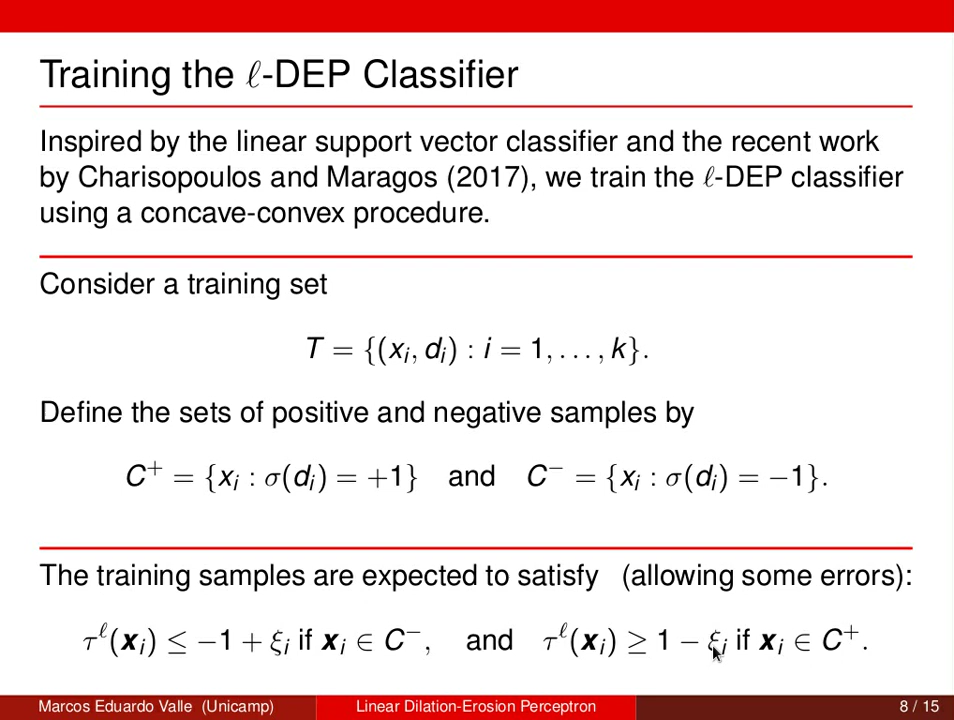 Training the ℓ-DEP Classifier
Inspired by the linear support vector classifier and the recent work
by Charisopoulos and Maragos (2017), we train the ℓ-DEP classifier
using a concave-convex procedure.
Consider a training set
T = {(xᵢ, dᵢ) : i = 1, . . . , k}.
Define the sets of positive and negative samples by
C⁺ = {xᵢ : σ(dᵢ) = +1} and C⁻ = {xᵢ : σ(dᵢ) = −1}.
The training samples are expected to satisfy (allowing some errors):
τ^ℓ(xᵢ) ≤ −1 + ξᵢ if xᵢ ∈ C⁻, and τ^ℓ(xᵢ) ≥ 1 − ξᵢ if xᵢ ∈ C⁺.
Marcos Eduardo Valle (Unicamp) Linear Dilation-Erosion Perceptron 8 / 15